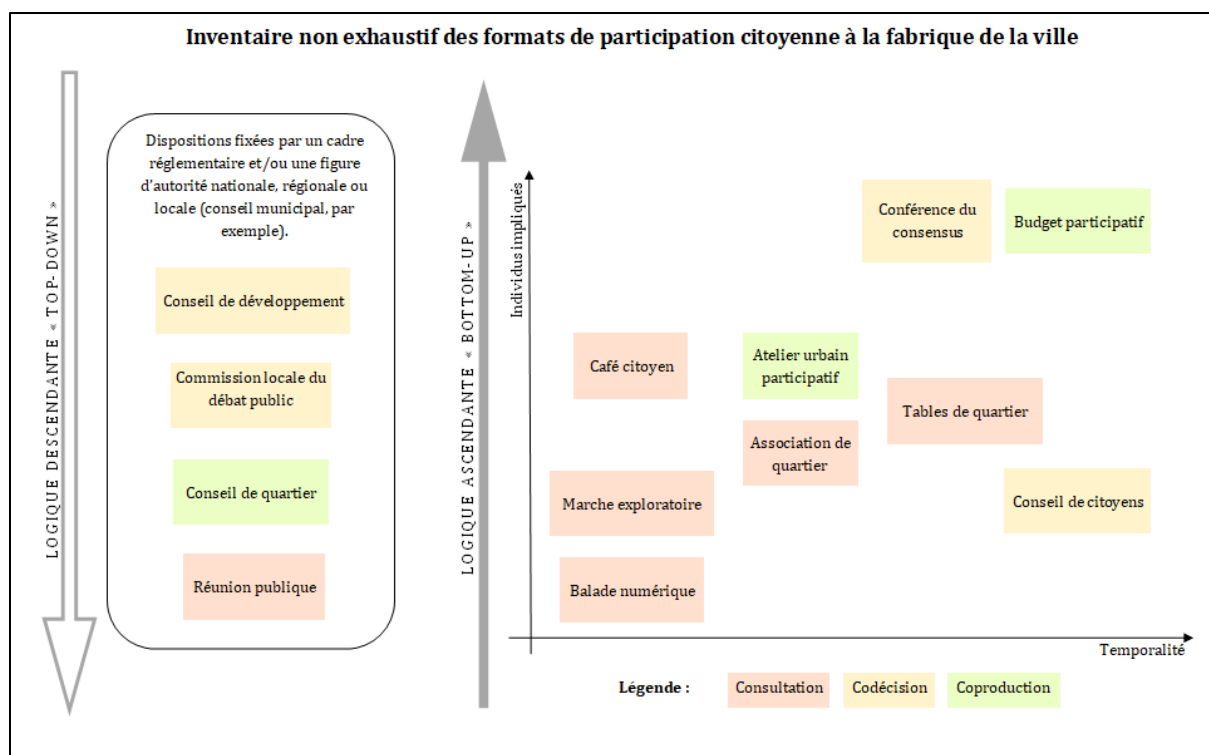 Inventaire non exhaustif des formats de participation citoyenne à la fabrique de la ville
LOGIQUE DESCENDANTE « TOP-DOWN »
Dispositions fixées par un cadre
réglementaire et/ou une figure
d'autorité nationale, régionale ou
locale (conseil municipal, par
exemple).
Conseil de développement
Commission locale du
débat public
Conseil de quartier
Réunion publique
LOGIQUE ASCENDANTE « BOTTOM-UP »
Individus impliqués
Conférence du
consensus
Budget participatif
Café citoyen
Atelier urbain
participatif
Tables de quartier
Association de
quartier
Marche exploratoire
Conseil de citoyens
Balade numérique
Temporalité
Légende :
Consultation
Codécision
Coproduction